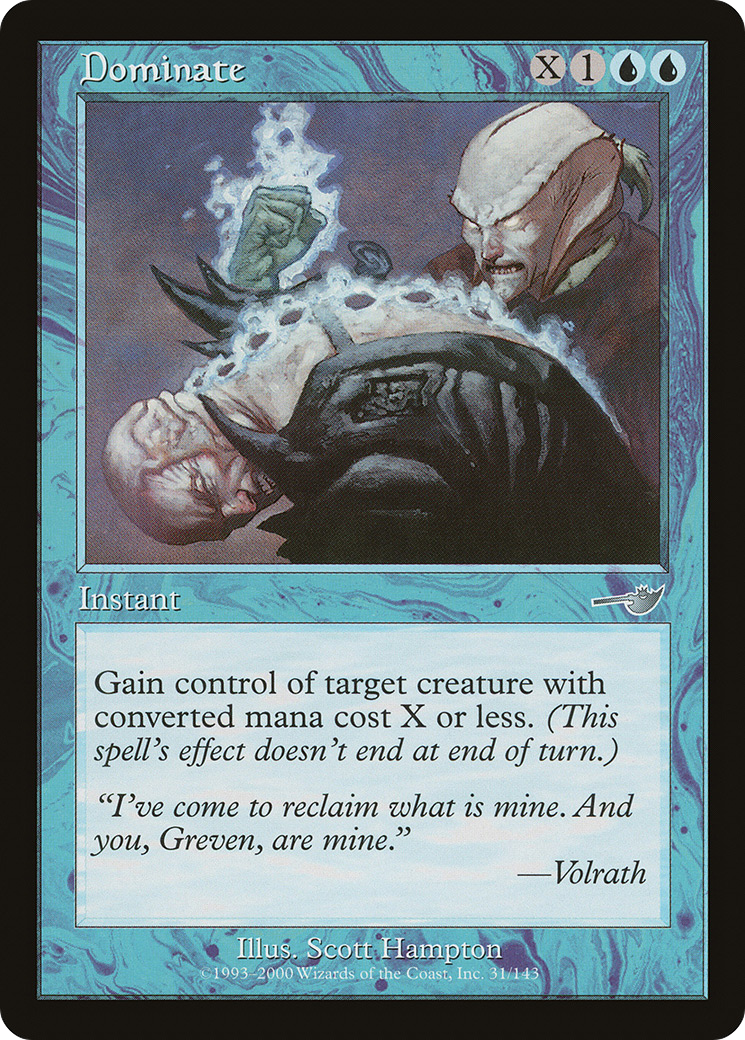 Dominate X 1
Instant
Gain control of target creature with
converted mana cost X or less. (This
spell's effect doesn't end at end of turn.)
“I've come to reclaim what is mine. And
you, Greven, are mine.”
—Volrath
Illus. Scott Hampton
©1993–2000 Wizards of the Coast, Inc. 31/143